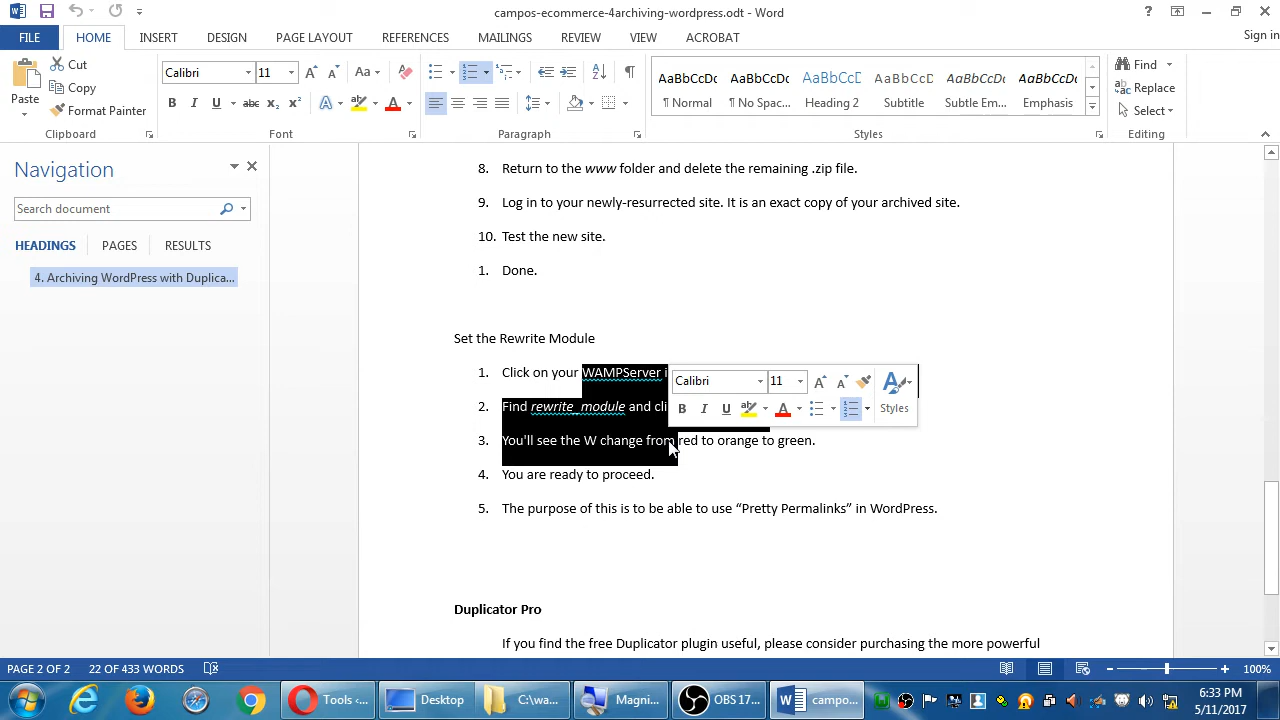 campos-ecommerce-4archiving-wordpress.odt - Word
Sign in
FILE HOME INSERT DESIGN PAGE LAYOUT REFERENCES MAILINGS REVIEW VIEW ACROBAT
Paste
Cut
Copy
Format Painter
Clipboard
Calibri 11
Font
Paragraph
AaBbCcDc AaBbCcDc AaBbCcD AaBbCcDc AaBbCcDc AaBbCcDc
¶ Normal ¶ No Spac... Heading 2 Subtitle Subtle Em... Emphasis
Styles
Find
Replace
Select
Editing
Navigation
Search document
HEADINGS PAGES RESULTS
4. Archiving WordPress with Duplica...
8. Return to the www folder and delete the remaining .zip file.
9. Log in to your newly-resurrected site. It is an exact copy of your archived site.
10. Test the new site.
1. Done.
Set the Rewrite Module
1. Click on your WAMPServer i
2. Find rewrite_module and cli
3. You'll see the W change from red to orange to green.
4. You are ready to proceed.
5. The purpose of this is to be able to use “Pretty Permalinks” in WordPress.
Calibri 11
Styles
Duplicator Pro
If you find the free Duplicator plugin useful, please consider purchasing the more powerful
PAGE 2 OF 2 22 OF 433 WORDS
100%
Tools ‹... Desktop C:\wa... Magni... OBS 17... campo...
6:33 PM
5/11/2017